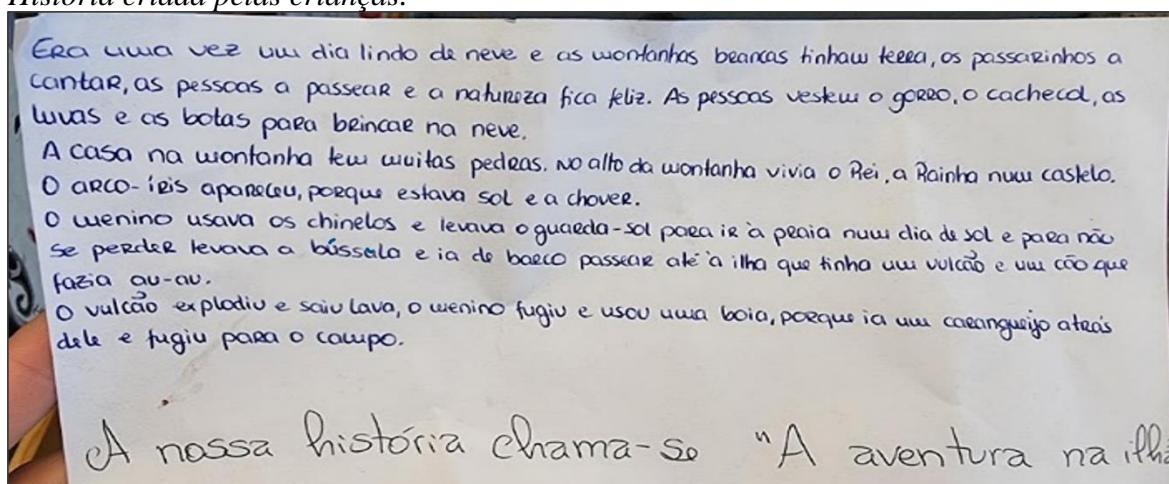 História criada pelas crianças:
Era uma vez um dia lindo de neve e as montanhas brancas tinham terra, os passarinhos a
cantar, as pessoas a passear e a natureza fica feliz. As pessoas vestem o gorro, o cachecol, as
luvas e as botas para brincar na neve.
A casa na montanha tem muitas pedras. No alto da montanha vivia o Rei, a Rainha num castelo.
O arco-íris apareceu, porque estava sol e a chover.
O menino usava os chinelos e levava o guarda-sol para ir à praia num dia de sol e para não
se perder levava a bússola e ia de barco passear até à ilha que tinha um vulcão e um cão que
fazia au-au.
O vulcão explodiu e saiu lava, o menino fugiu e usou uma boia, porque ia um caranguejo atrás
dele e fugiu para o campo.
A nossa história chama-se "A aventura na ilha